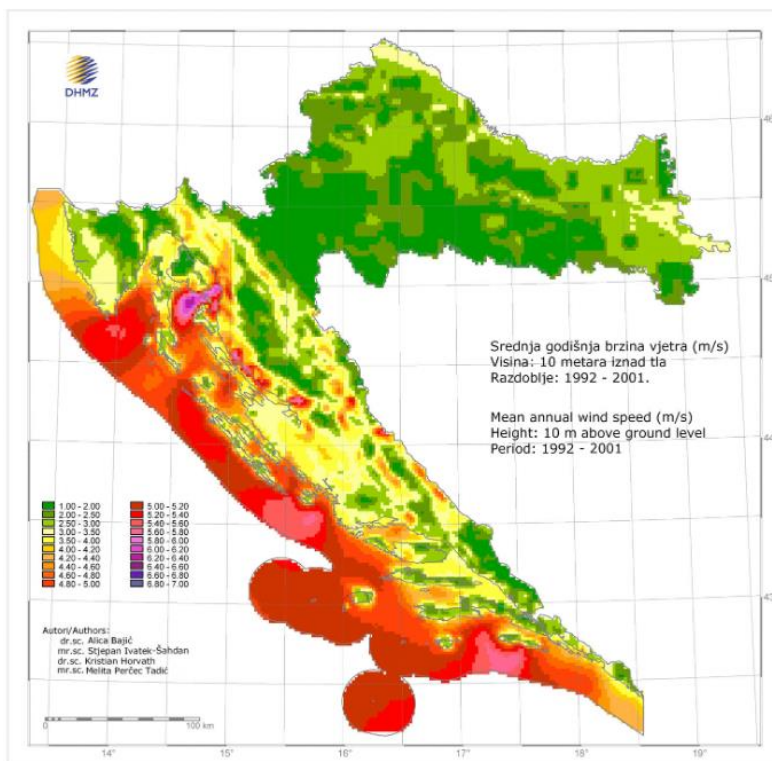 DHMZ
46
45
Srednja godišnja brzina vjetra (m/s)
Visina: 10 metara iznad tla
Razdoblje: 1992 - 2001.
Mean annual wind speed (m/s)
Height: 10 m above ground level
Period: 1992 - 2001
44
1.00 - 2.00 5.00 - 5.20
2.00 - 2.50 5.20 - 5.40
2.50 - 3.00 5.40 - 5.60
3.00 - 3.50 5.60 - 5.80
3.50 - 4.00 5.80 - 6.00
4.00 - 4.20 6.00 - 6.20
4.20 - 4.40 6.20 - 6.40
4.40 - 4.60 6.40 - 6.60
4.60 - 4.80 6.60 - 6.80
4.80 - 5.00 6.80 - 7.00
43
Autori/Authors:
dr.sc. Alica Bajić
mr.sc. Stjepan Ivatek-Šahdan
dr.sc. Kristian Horvath
mr.sc. Melita Perčec Tadić
0 100 km
14° 15° 16° 17° 18° 19°